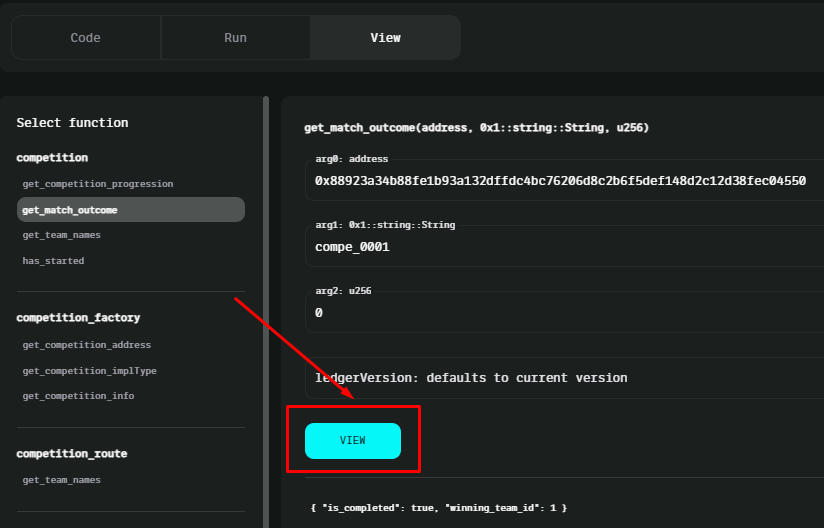 Code
Run
View
Select function
competition
get_competition_progression
get_match_outcome
get_team_names
has_started
competition_factory
get_competition_address
get_competition_implType
get_competition_info
competition_route
get_team_names
get_match_outcome(address, 0x1::string::String, u256)
arg0: address
0x88923a34b88fe1b93a132dffdc4bc76206d8c2b6f5def148d2c12d38fec04550
arg1: 0x1::string::String
compe_0001
arg2: u256
0
ledgerVersion: defaults to current version
VIEW
{ "is_completed": true, "winning_team_id": 1 }